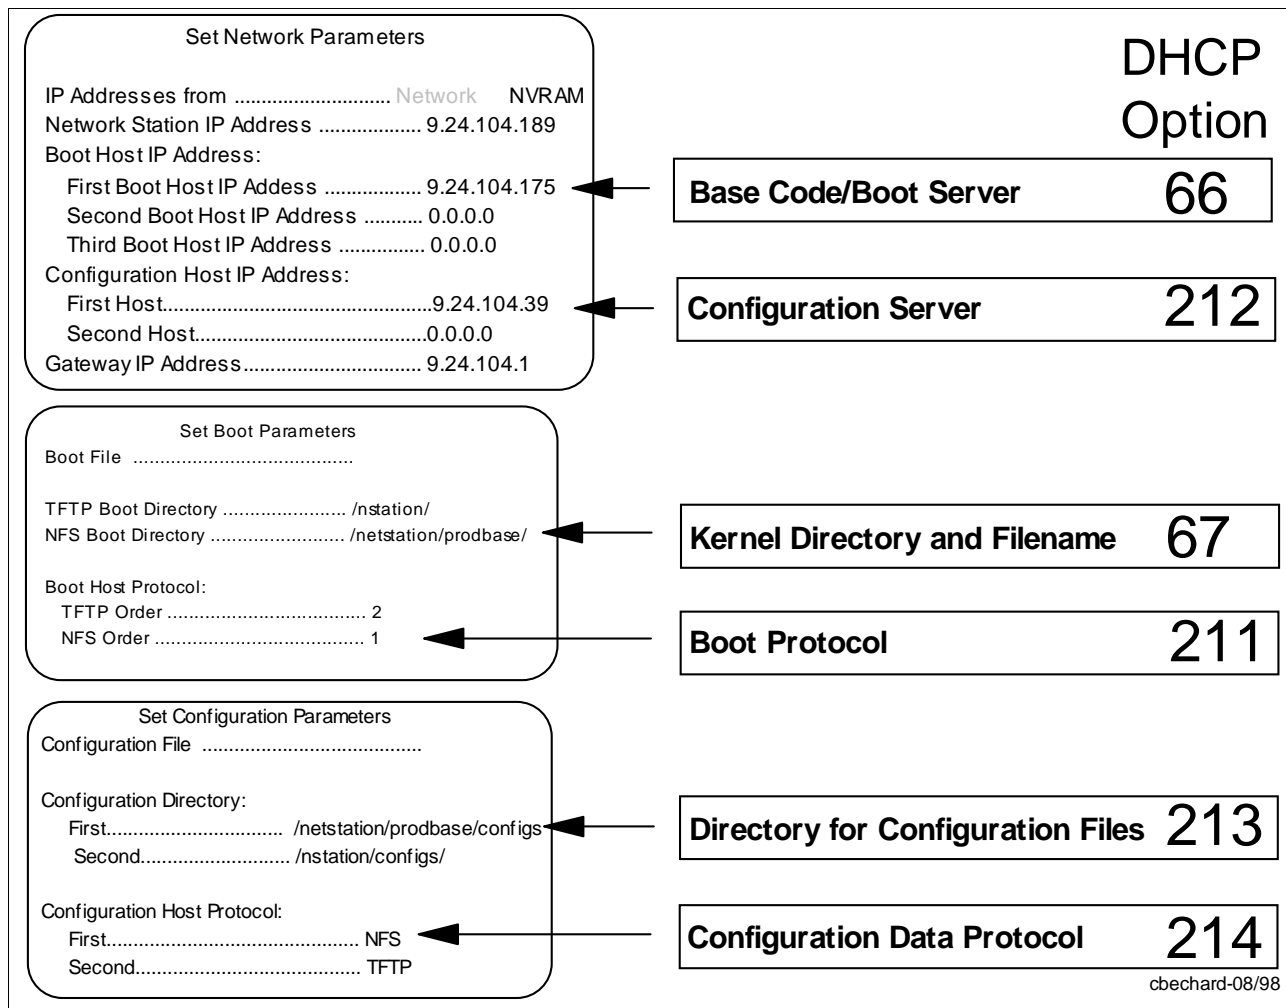 Set Network Parameters
IP Addresses from ............................. Network NVRAM
Network Station IP Address ................... 9.24.104.189
Boot Host IP Address:
First Boot Host IP Addess .................. 9.24.104.175
Second Boot Host IP Address ........... 0.0.0.0
Third Boot Host IP Address ................ 0.0.0.0
Configuration Host IP Address:
First Host..................................................9.24.104.39
Second Host...........................................0.0.0.0
Gateway IP Address................................. 9.24.104.1
DHCP
Option
Base Code/Boot Server 66
Configuration Server 212
Set Boot Parameters
Boot File .........................................
TFTP Boot Directory ....................... /nstation/
NFS Boot Directory ......................... /netstation/prodbase/
Boot Host Protocol:
TFTP Order ..................................... 2
NFS Order ....................................... 1
Kernel Directory and Filename 67
Boot Protocol 211
Set Configuration Parameters
Configuration File .........................................
Configuration Directory:
First................................. /netstation/prodbase/configs
Second............................ /nstation/configs/
Configuration Host Protocol:
First............................................... NFS
Second.......................................... TFTP
Directory for Configuration Files 213
Configuration Data Protocol 214
cbechard-08/98